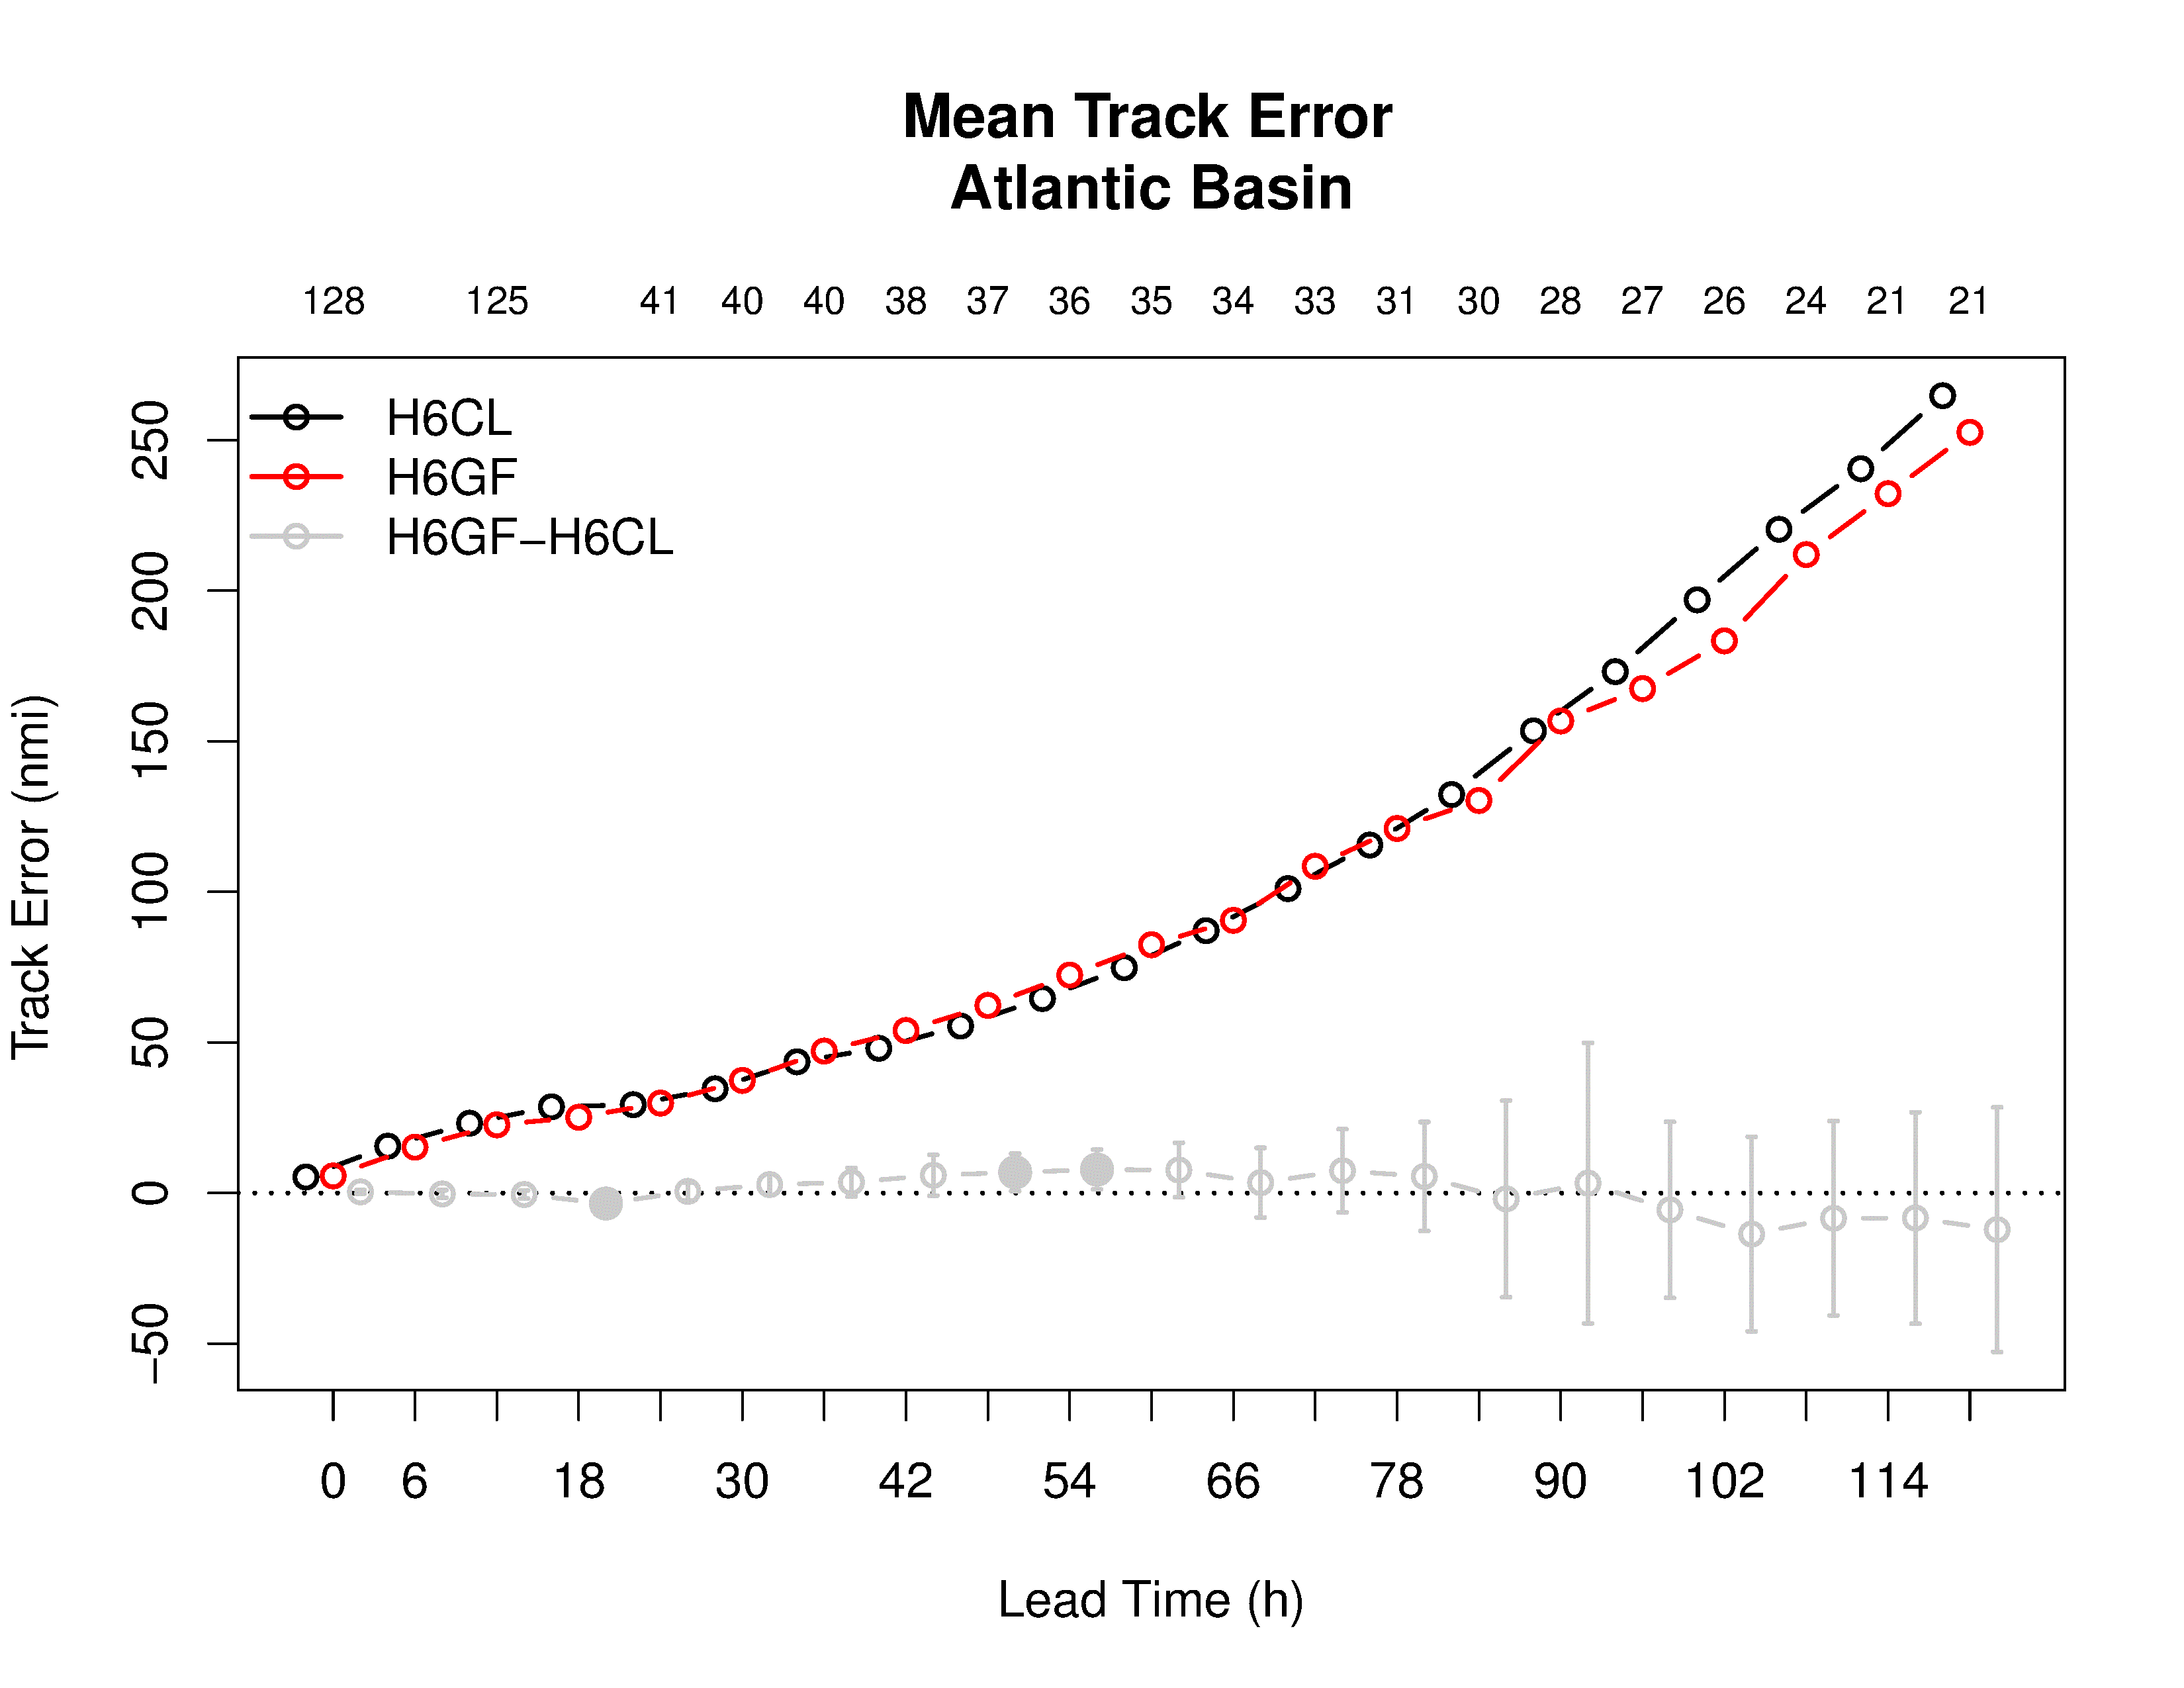 Mean Track Error
Atlantic Basin
128 125 41 40 40 38 37 36 35 34 33 31 30 28 27 26 24 21 21
H6CL
H6GF
H6GF−H6CL
250
200
150
100
50
0
−50
Track Error (nmi)
0 6 18 30 42 54 66 78 90 102 114
Lead Time (h)